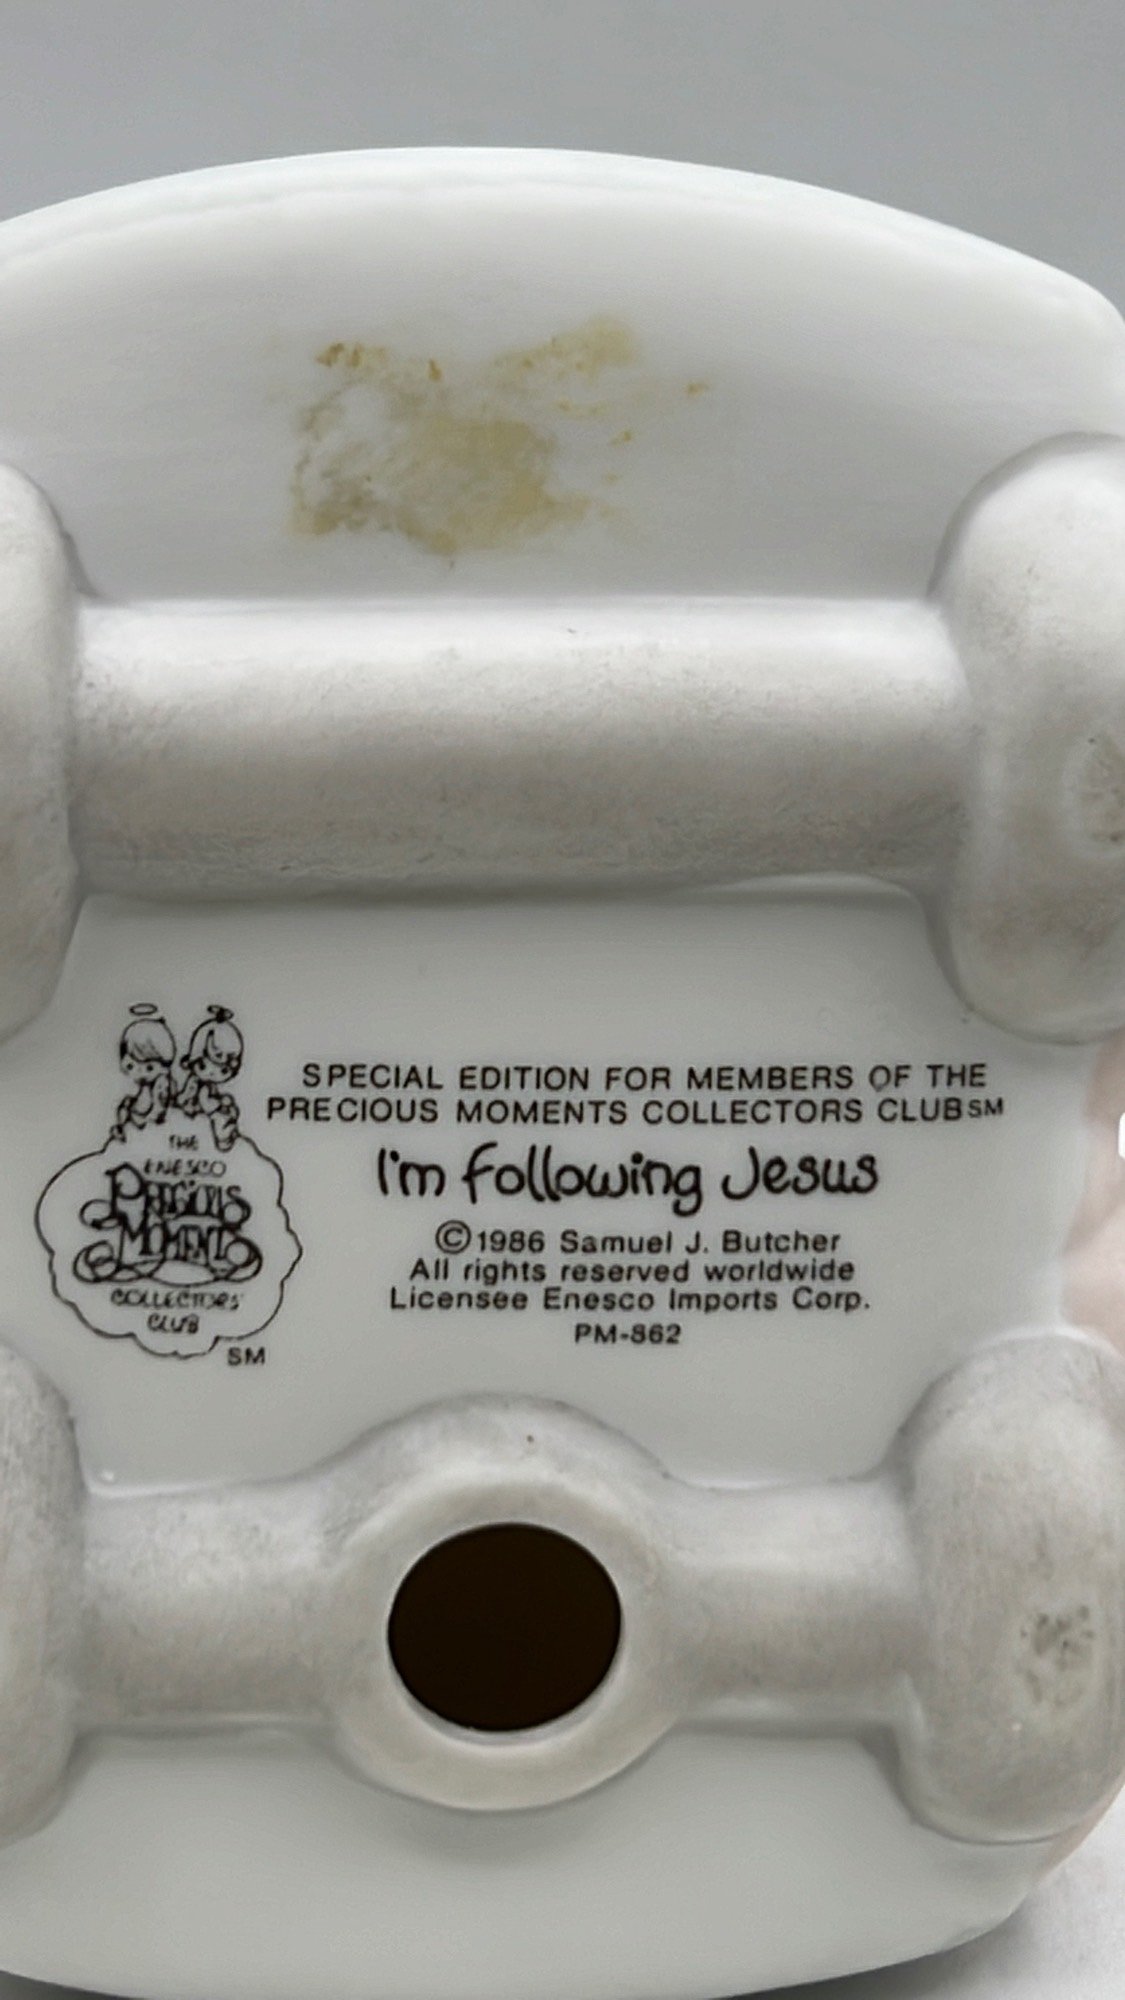 SPECIAL EDITION FOR MEMBERS OF THE
PRECIOUS MOMENTS COLLECTORS CLUB℠
I'm following Jesus
©1986 Samuel J. Butcher
All rights reserved worldwide
Licensee Enesco Imports Corp.
PM-862
THE
ENESCO
PRECIOUS
MOMENTS
COLLECTORS'
CLUB
SM